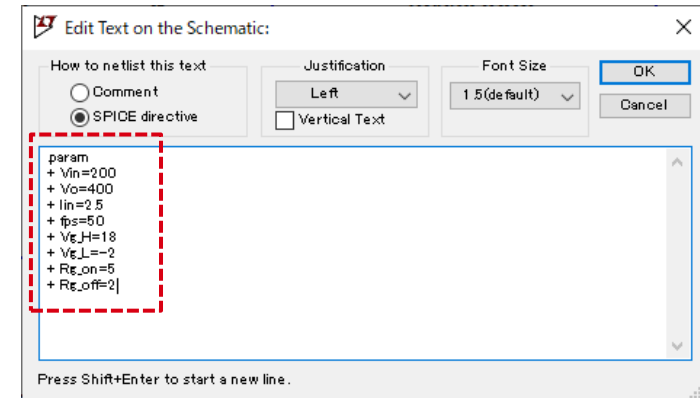 Edit Text on the Schematic:
How to netlist this text
Comment
SPICE directive
Justification
Left
Vertical Text
Font Size
1.5(default)
OK
Cancel
.param
+ Vin=200
+ Vo=400
+ Iin=2.5
+ fps=50
+ Vg_H=18
+ Vg_L=-2
+ Rg_on=5
+ Rg_off=2
Press Shift+Enter to start a new line.